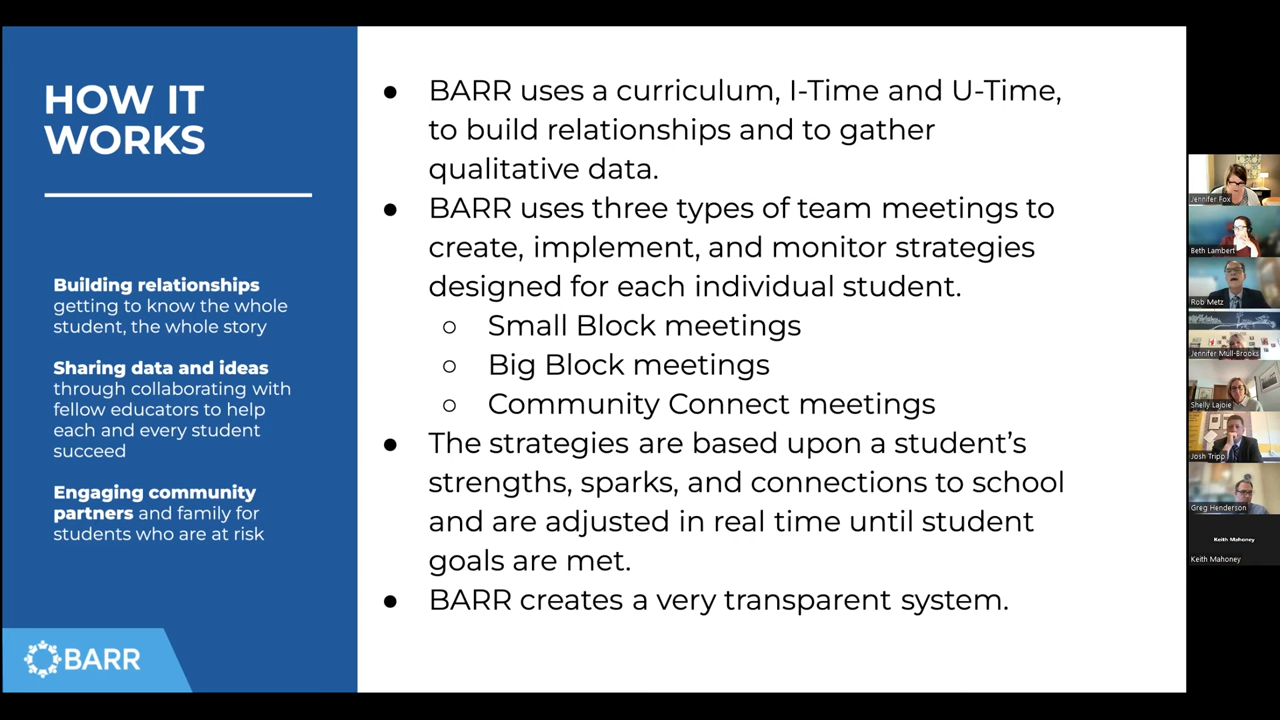 HOW IT
WORKS
Building relationships
getting to know the whole
student, the whole story
Sharing data and ideas
through collaborating with
fellow educators to help
each and every student
succeed
Engaging community
partners and family for
students who are at risk
BARR
● BARR uses a curriculum, I-Time and U-Time,
to build relationships and to gather
qualitative data.
● BARR uses three types of team meetings to
create, implement, and monitor strategies
designed for each individual student.
○ Small Block meetings
○ Big Block meetings
○ Community Connect meetings
● The strategies are based upon a student’s
strengths, sparks, and connections to school
and are adjusted in real time until student
goals are met.
● BARR creates a very transparent system.
Jennifer Fox
Beth Lambert
Rob Metz
Jennifer Mull-Brooks
Shelly Lajoie
Josh Tripp
Greg Henderson
Keith Mahoney
Keith Mahoney